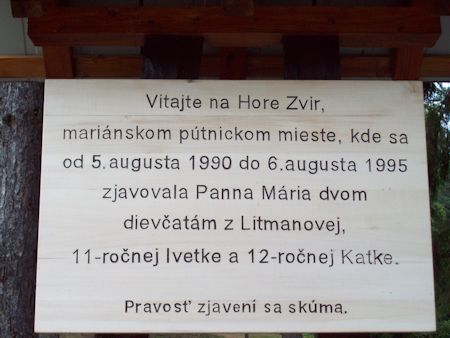 Vitajte na Hore Zvir,
mariánskom pútnickom mieste, kde sa
od 5.augusta 1990 do 6.augusta 1995
zjavovala Panna Mária dvom
dievčatám z Litmanovej,
11-ročnej Ivetke a 12-ročnej Katke.
Pravosť zjavení sa skúma.